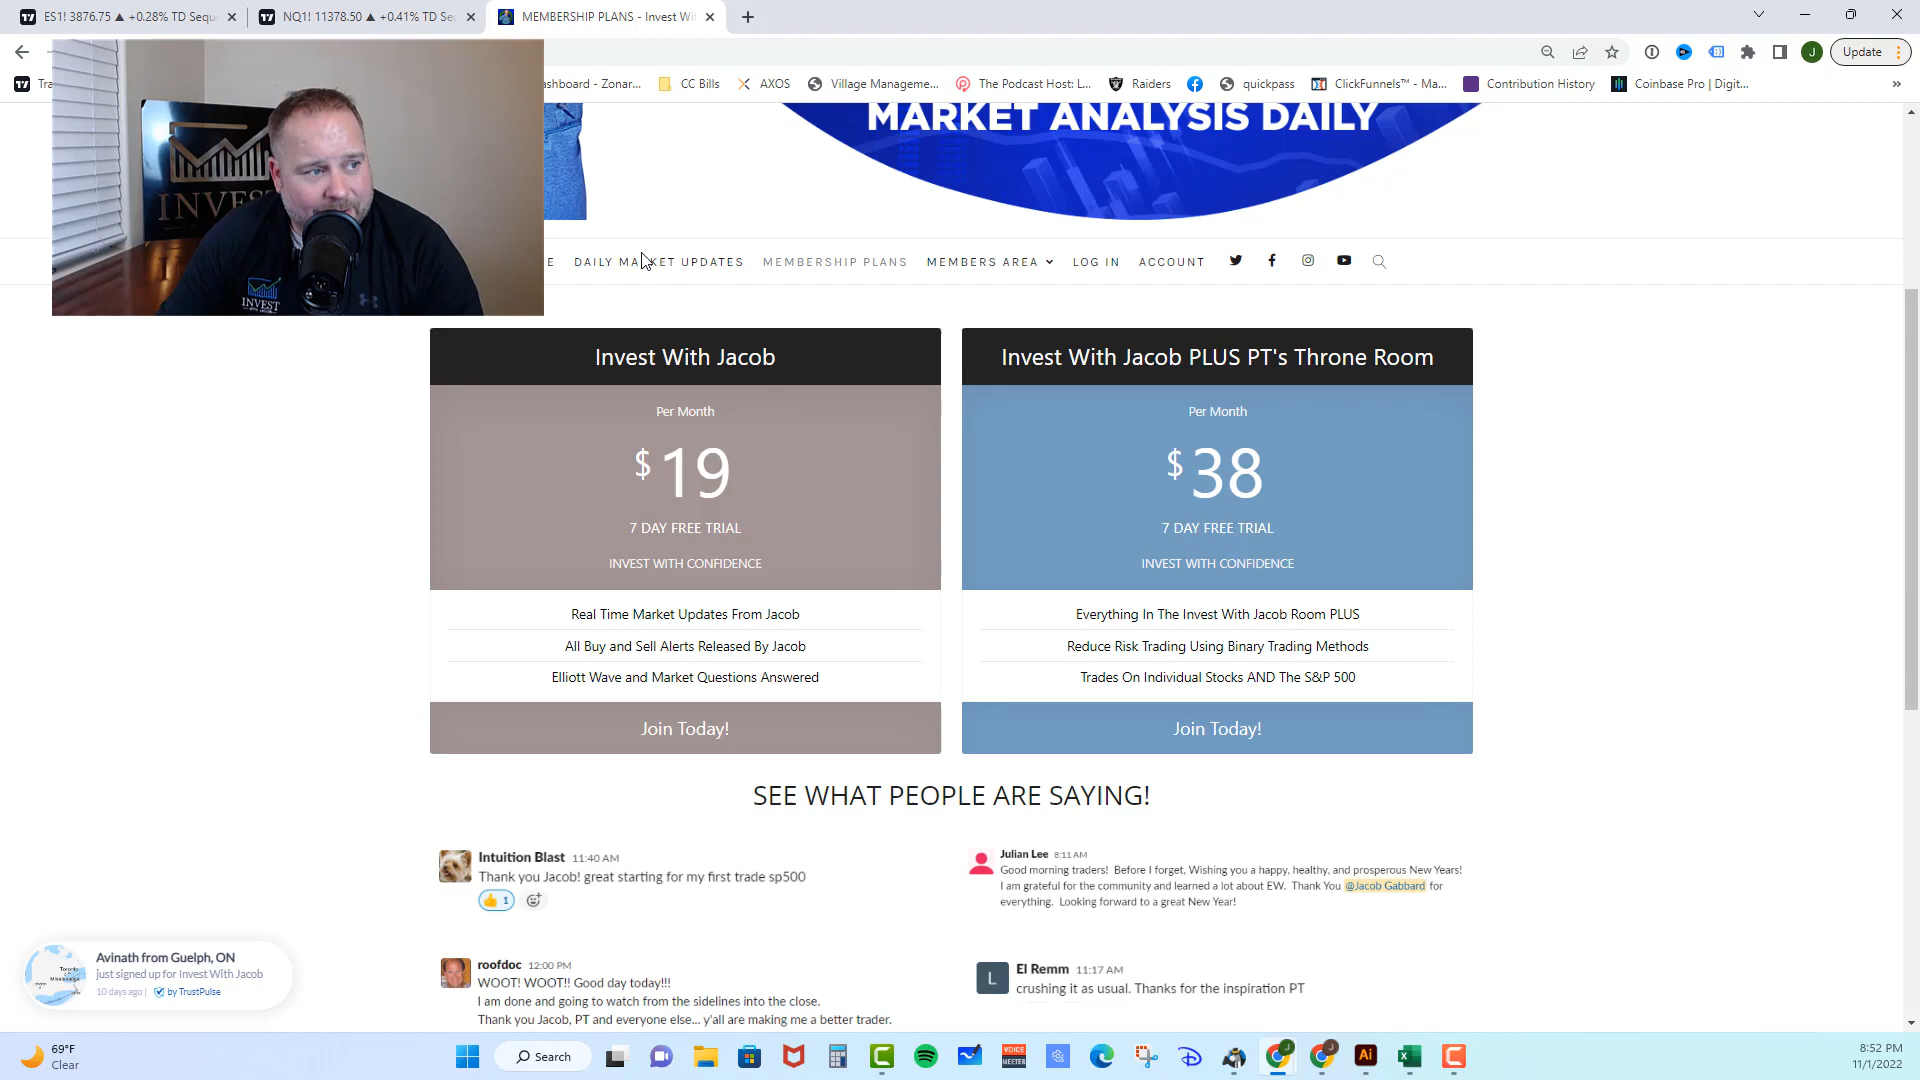 ES1! 3876.75 ▲ +0.28% TD Sequ
NQ1! 11378.50 ▲ +0.41% TD Sec
MEMBERSHIP PLANS - Invest Wi
J
Update
Tra
ashboard - Zonar...
CC Bills
AXOS
Village Manageme...
The Podcast Host: L...
Raiders
quickpass
ClickFunnels™ - Ma...
Contribution History
Coinbase Pro | Digit...
»
MARKET ANALYSIS DAILY
INVEST
INVEST
E
DAILY MARKET UPDATES
MEMBERSHIP PLANS
MEMBERS AREA
LOG IN
ACCOUNT
Invest With Jacob
Per Month
$19
7 DAY FREE TRIAL
INVEST WITH CONFIDENCE
Real Time Market Updates From Jacob
All Buy and Sell Alerts Released By Jacob
Elliott Wave and Market Questions Answered
Join Today!
Invest With Jacob PLUS PT's Throne Room
Per Month
$38
7 DAY FREE TRIAL
INVEST WITH CONFIDENCE
Everything In The Invest With Jacob Room PLUS
Reduce Risk Trading Using Binary Trading Methods
Trades On Individual Stocks AND The S&P 500
Join Today!
SEE WHAT PEOPLE ARE SAYING!
Intuition Blast 11:40 AM
Thank you Jacob! great starting for my first trade sp500
👍 1
Julian Lee 8:11 AM
Good morning traders! Before I forget, Wishing you a happy, healthy, and prosperous New Years!
I am grateful for the community and learned a lot about EW. Thank You @Jacob Gabbard for
everything. Looking forward to a great New Year!
roofdoc 12:00 PM
WOOT! WOOT!! Good day today!!!
I am done and going to watch from the sidelines into the close.
Thank you Jacob, PT and everyone else... y'all are making me a better trader.
L
El Remm 11:17 AM
crushing it as usual. Thanks for the inspiration PT
Avinath from Guelph, ON
just signed up for Invest With Jacob
10 days ago | by TrustPulse
69°F
Clear
Search
VOICE
MEETER
Ai
8:52 PM
11/1/2022